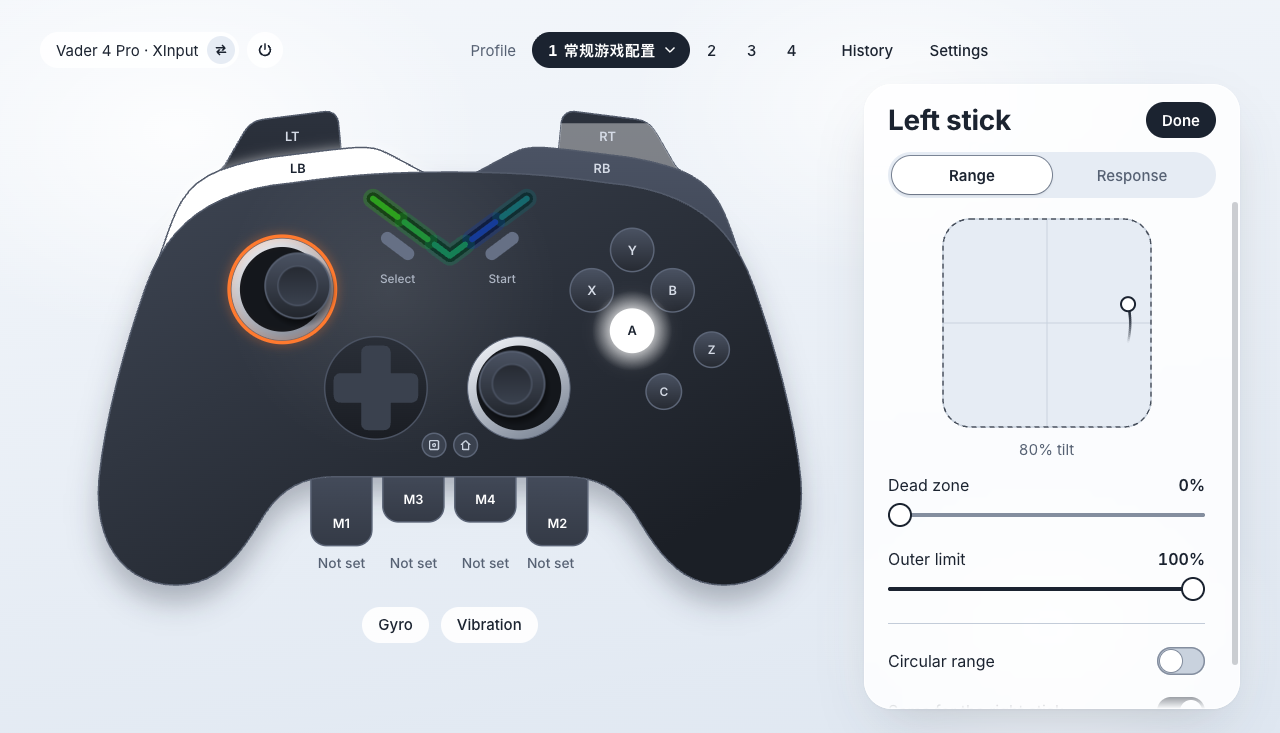 Vader 4 Pro · XInput
Profile
1 常规游戏配置
2
3
4
History
Settings
LT
RT
LB
RB
Select
Start
Y
X
B
A
Z
C
M1
M3
M4
M2
Not set
Not set
Not set
Not set
Gyro
Vibration
Left stick
Done
Range
Response
80% tilt
Dead zone
0%
Outer limit
100%
Circular range